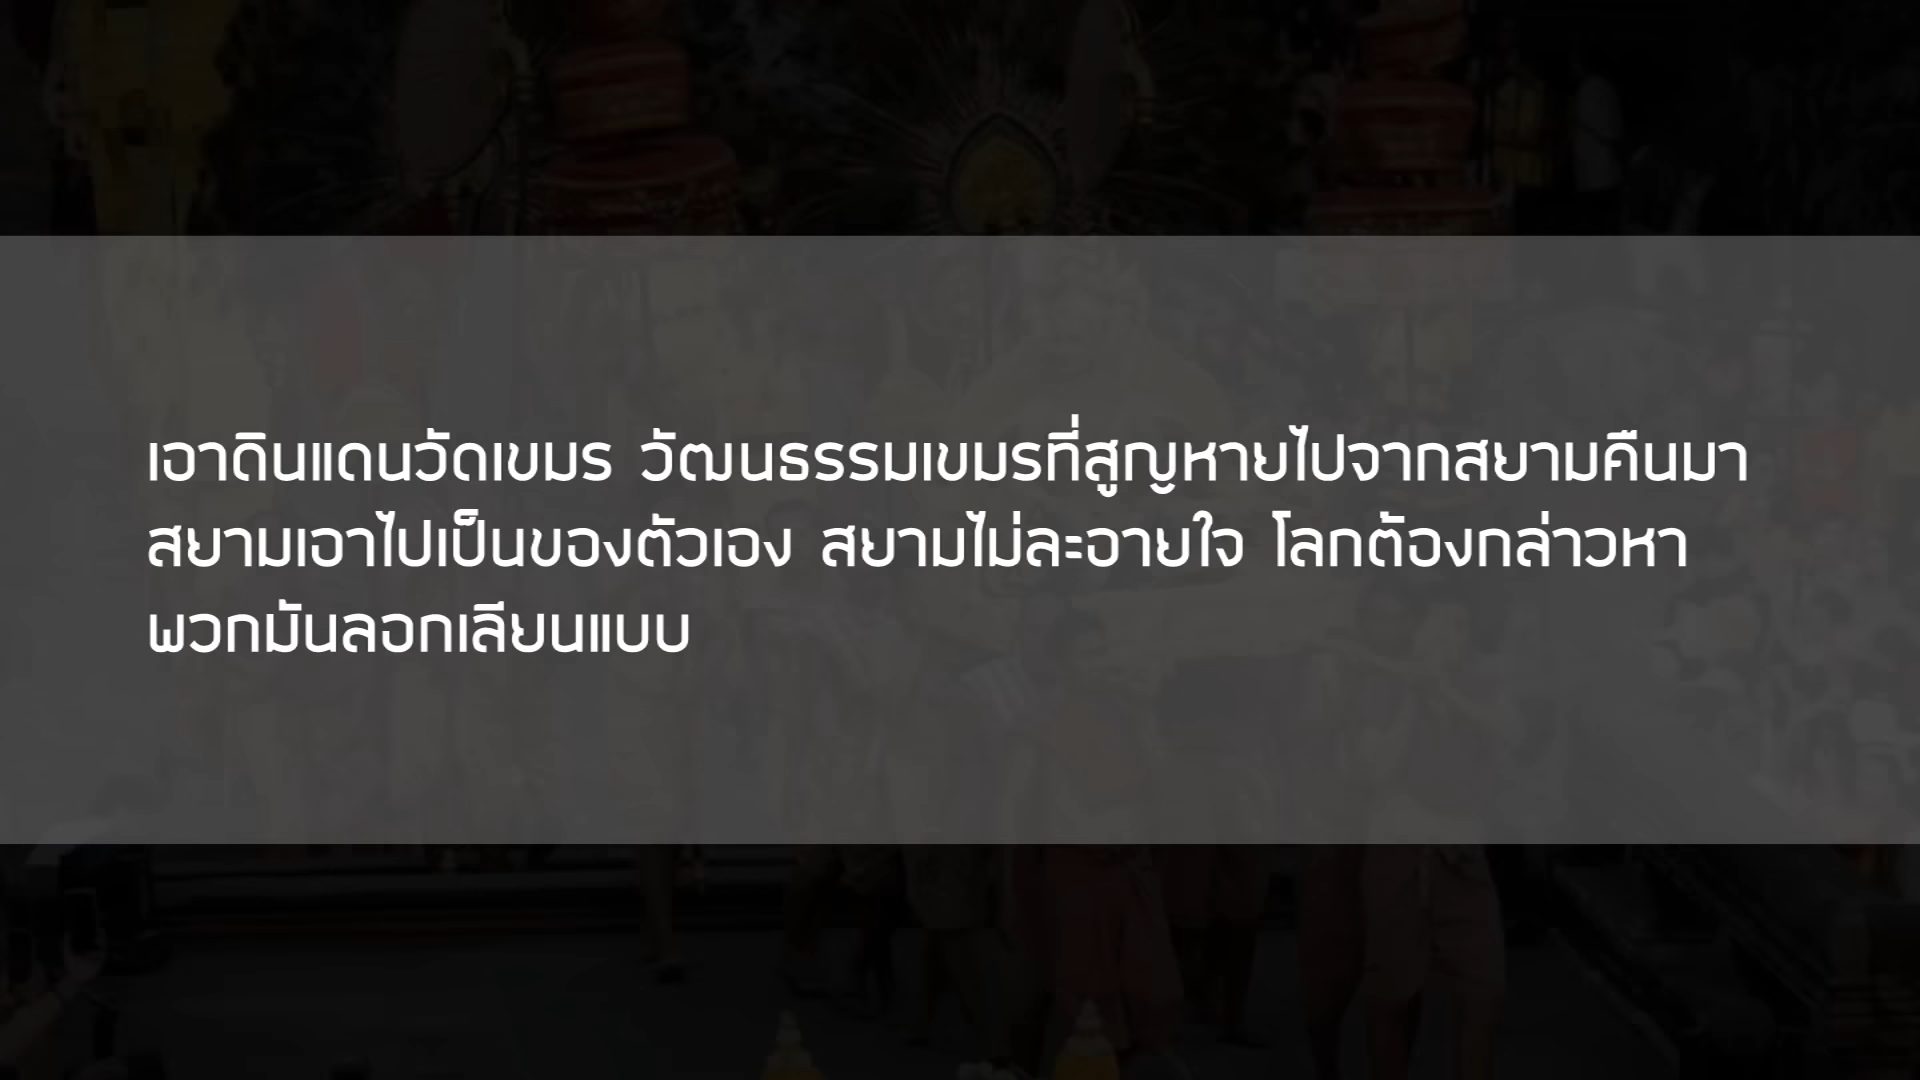 เอาดินแดนวัดเขมร วัฒนธรรมเขมรที่สูญหายไปจากสยามคืนมา
สยามเอาไปเป็นของตัวเอง สยามไม่ละอายใจ โลกต้องกล่าวหา
พวกมันลอกเลียนแบบ